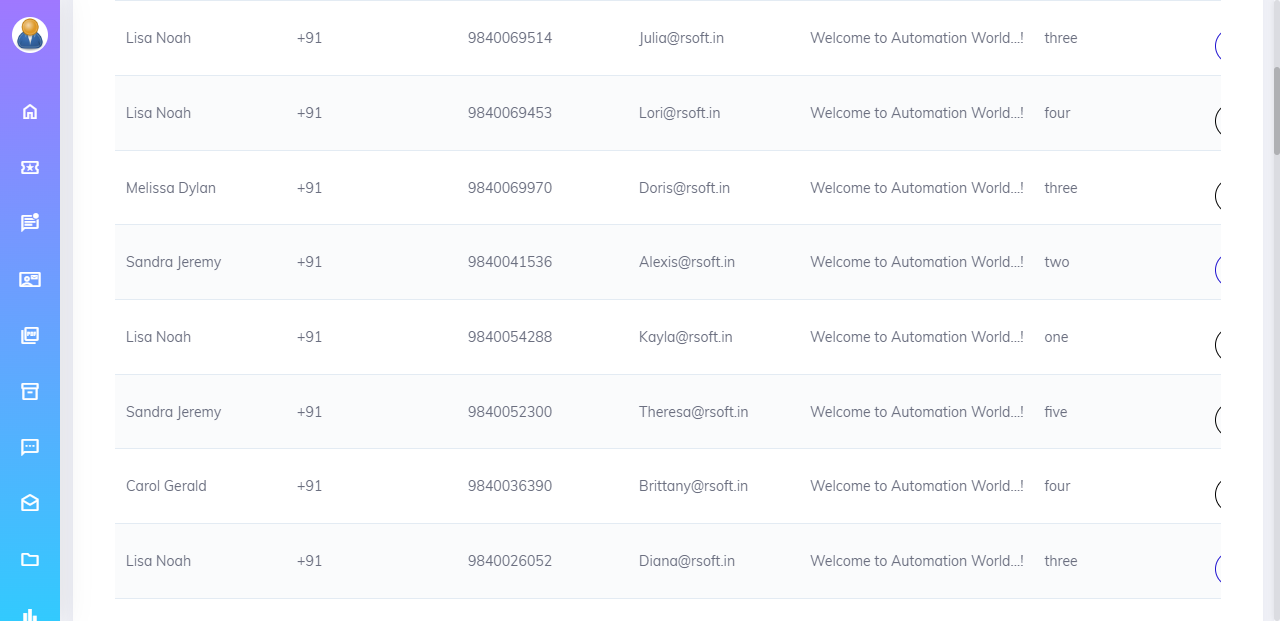 Lisa Noah +91 9840069514 Julia@rsoft.in Welcome to Automation World...! three
Lisa Noah +91 9840069453 Lori@rsoft.in Welcome to Automation World...! four
Melissa Dylan +91 9840069970 Doris@rsoft.in Welcome to Automation World...! three
Sandra Jeremy +91 9840041536 Alexis@rsoft.in Welcome to Automation World...! two
Lisa Noah +91 9840054288 Kayla@rsoft.in Welcome to Automation World...! one
Sandra Jeremy +91 9840052300 Theresa@rsoft.in Welcome to Automation World...! five
Carol Gerald +91 9840036390 Brittany@rsoft.in Welcome to Automation World...! four
Lisa Noah +91 9840026052 Diana@rsoft.in Welcome to Automation World...! three